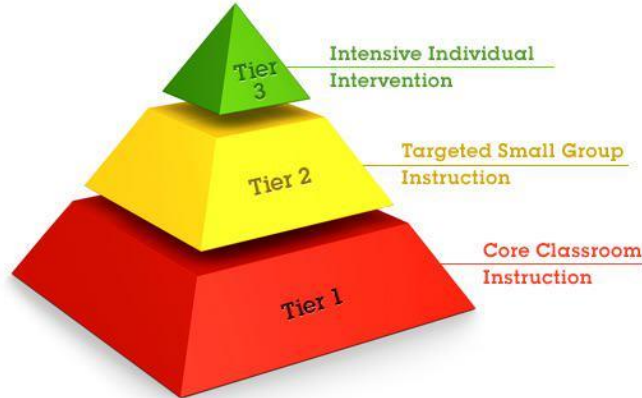 Tier
3
Intensive Individual
Intervention
Tier 2
Targeted Small Group
Instruction
Tier 1
Core Classroom
Instruction